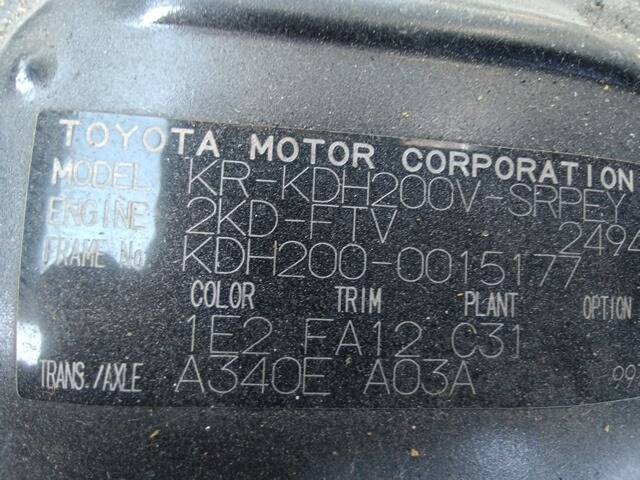 TOYOTA MOTOR CORPORATION
MODEL KR-KDH200V-SRPEY
ENGINE 2KD-FTV 2494
FRAME No. KDH200-0015177
COLOR TRIM PLANT OPTION
1E2 FA12 C31
TRANS./AXLE A340E A03A 997